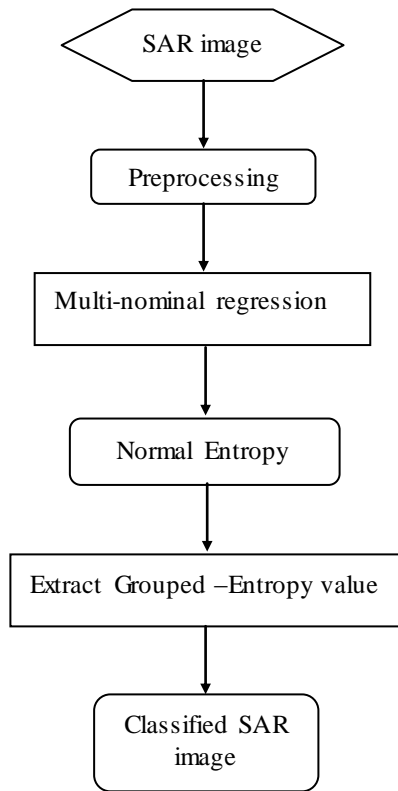 SAR image
Preprocessing
Multi-nominal regression
Normal Entropy
Extract Grouped –Entropy value
Classified SAR
image